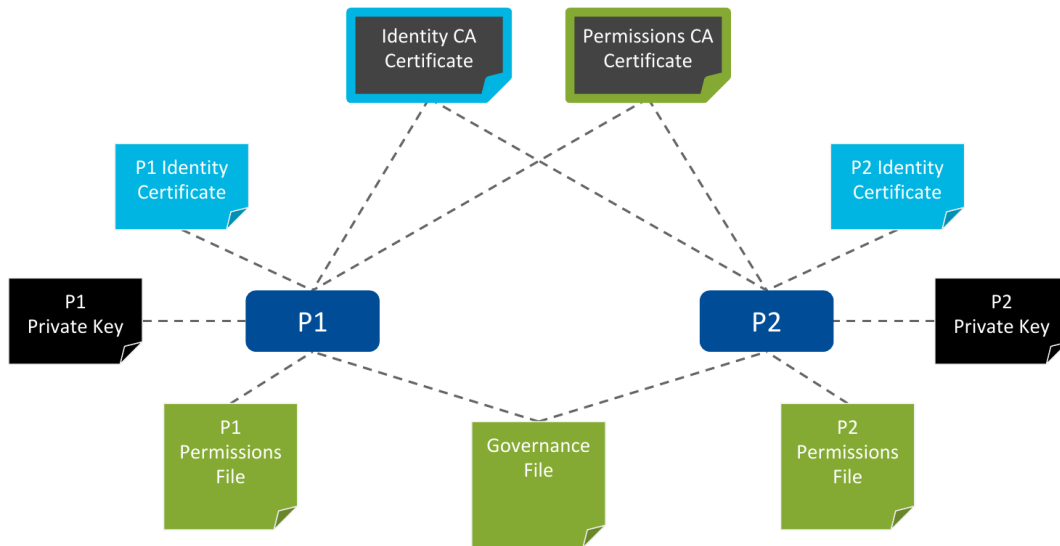 Identity CA
Certificate
Permissions CA
Certificate
P1 Identity
Certificate
P2 Identity
Certificate
P1
Private Key
P1
P2
P2
Private Key
P1
Permissions
File
Governance
File
P2
Permissions
File